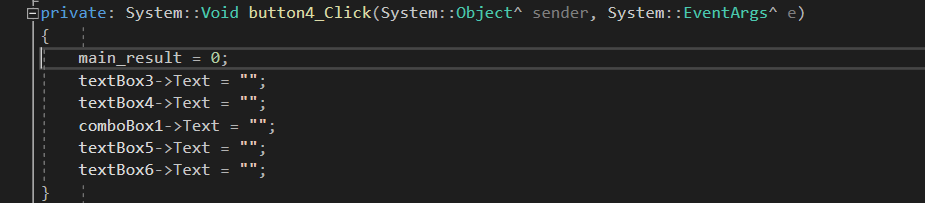 private: System::Void button4_Click(System::Object^ sender, System::EventArgs^ e)
{
main_result = 0;
textBox3->Text = "";
textBox4->Text = "";
comboBox1->Text = "";
textBox5->Text = "";
textBox6->Text = "";
}